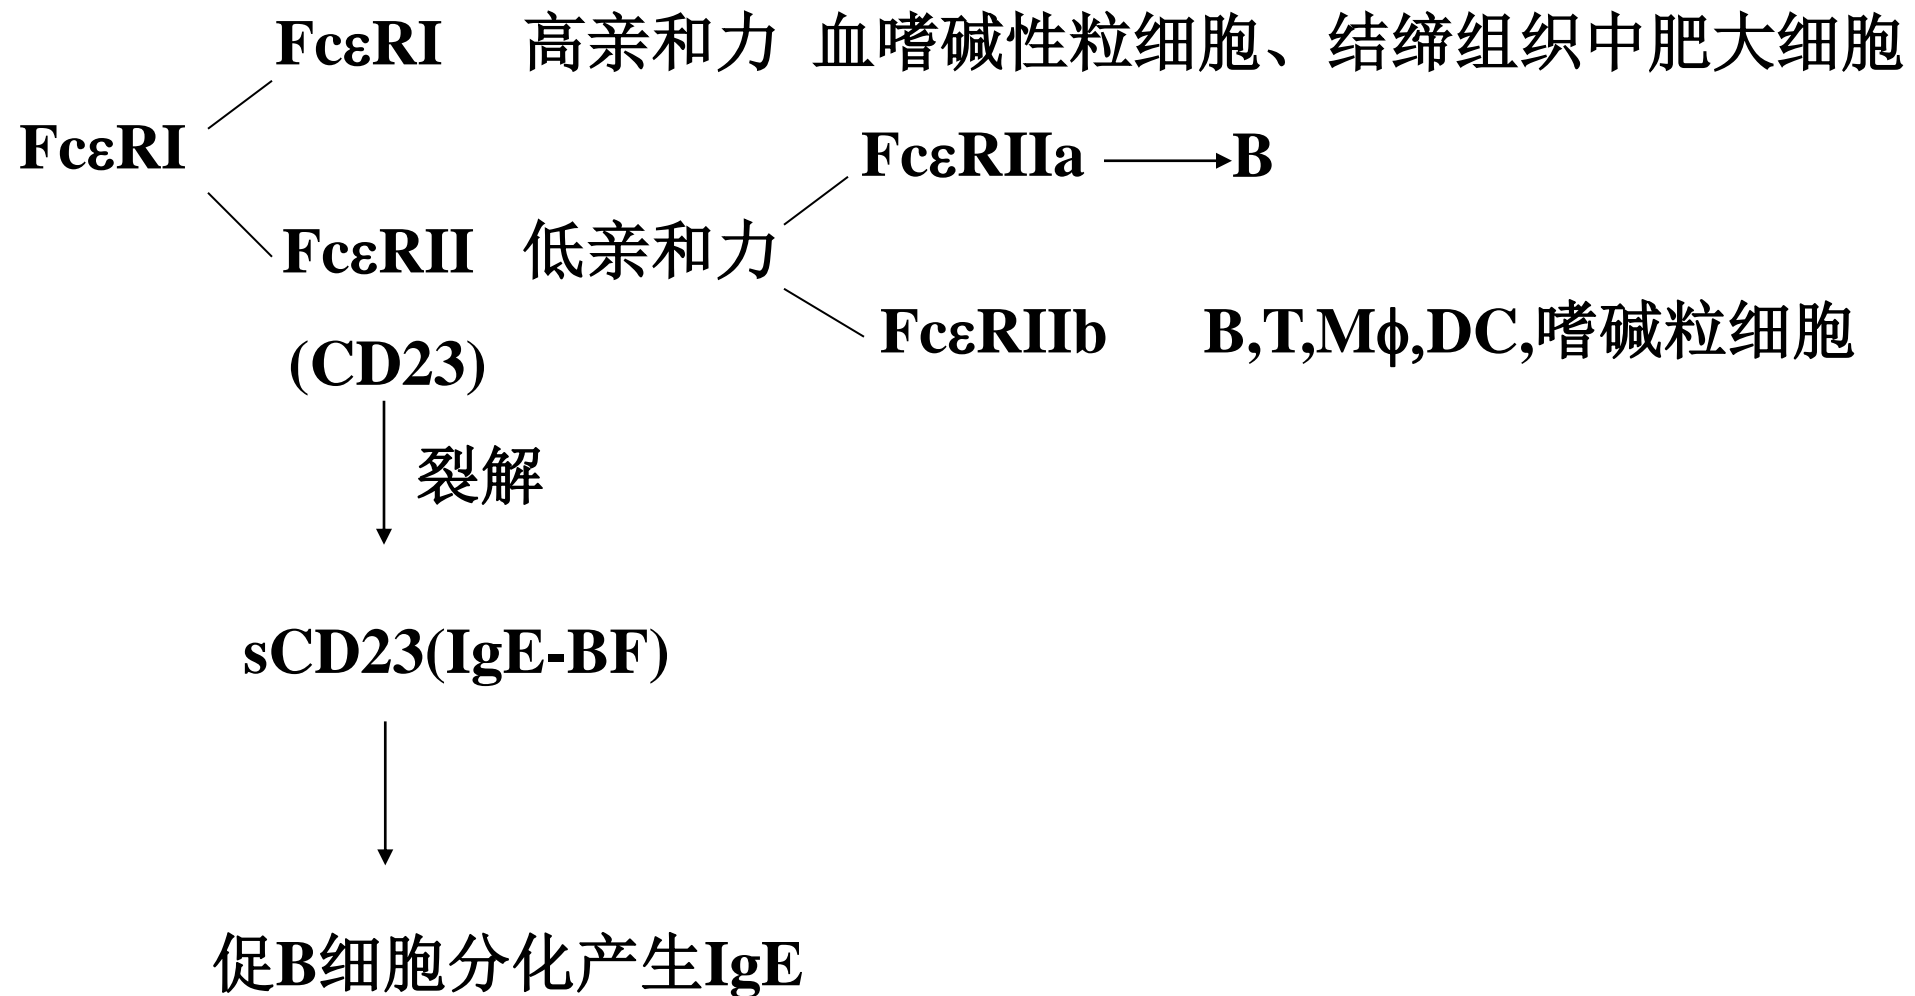 FcεRI 高亲和力 血嗜碱性粒细胞、结缔组织中肥大细胞
FcεRI
FcεRIIa B
FcεRII 低亲和力
FcεRIIb B,T,Mϕ,DC,嗜碱粒细胞
(CD23)
裂解
sCD23(IgE-BF)
促B细胞分化产生IgE